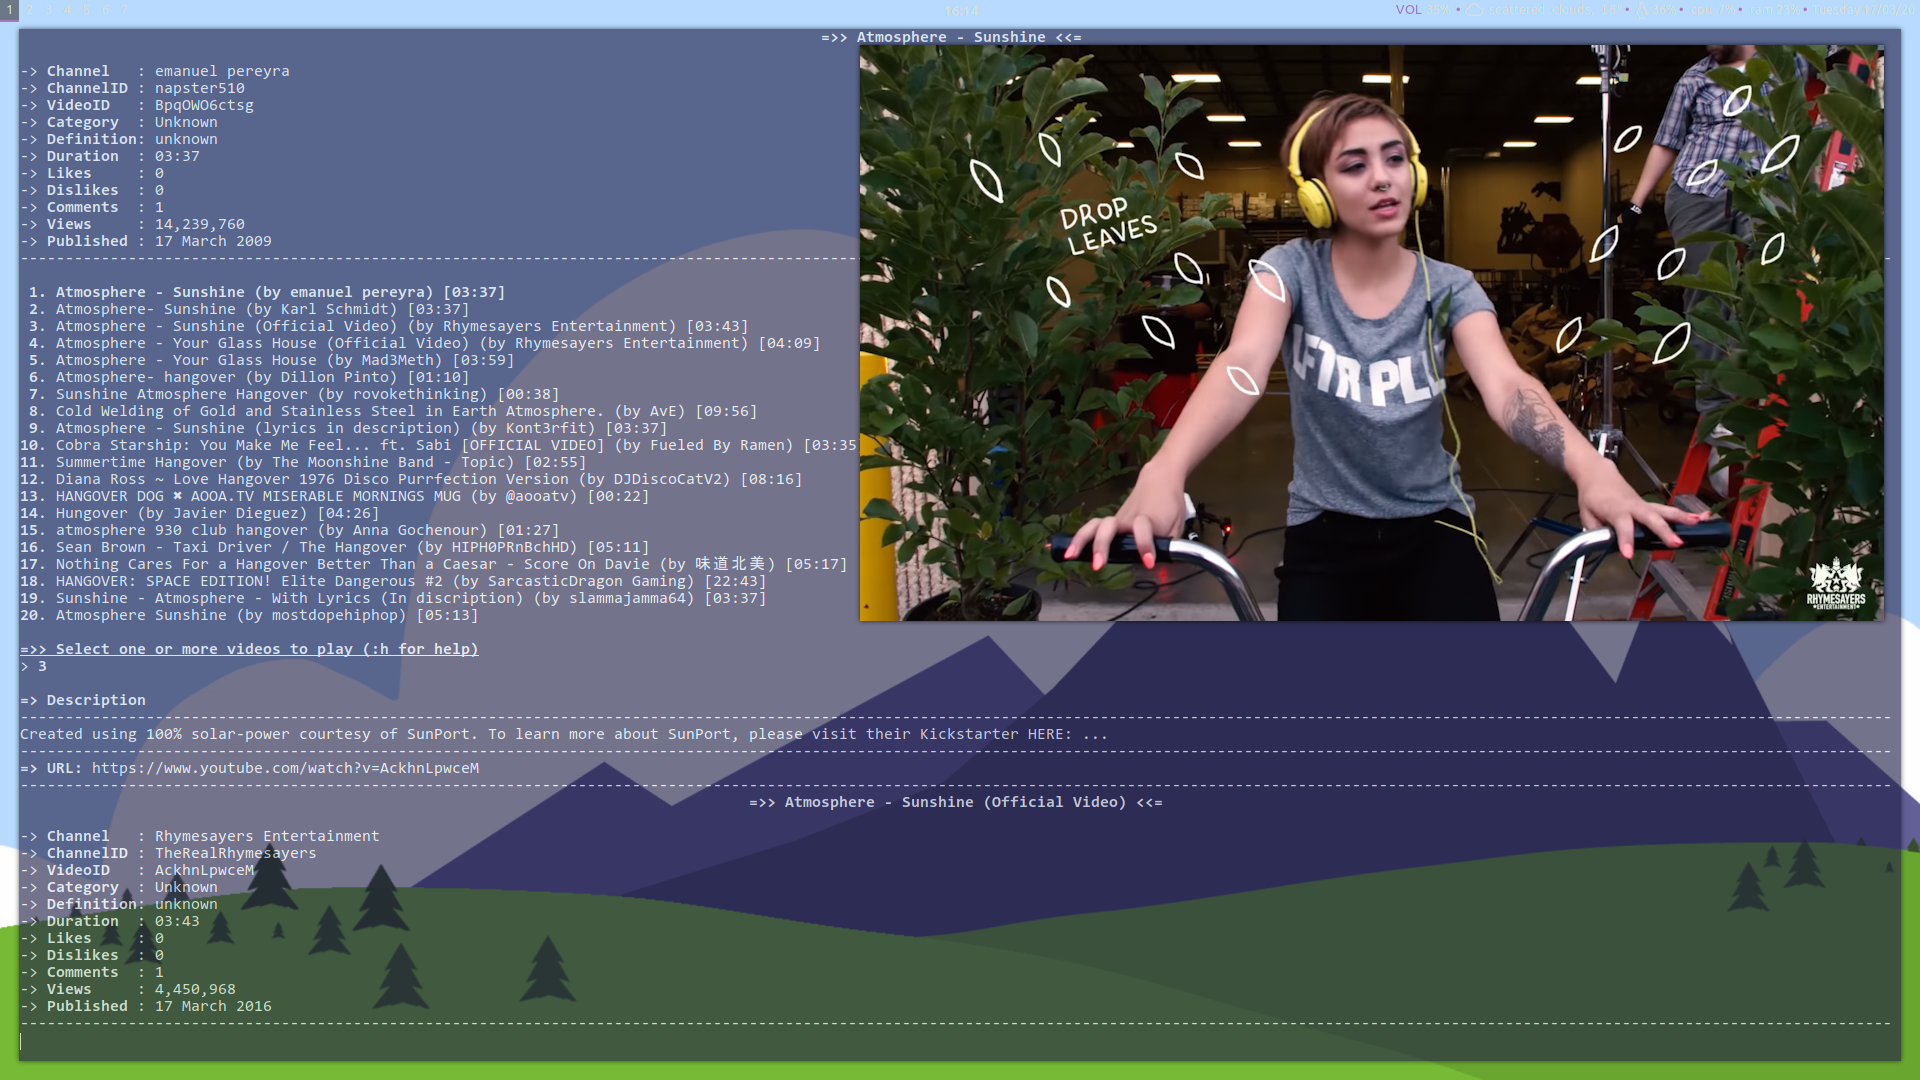 1 2 3 4 5 6 7
16:14
VOL 35% • scattered clouds, 15° • 36% • cpu 7% • ram 23% • Tuesday 17/03/20
=>> Atmosphere - Sunshine <<=
-> Channel   : emanuel pereyra
-> ChannelID : napster510
-> VideoID   : BpqOWO6ctsg
-> Category  : Unknown
-> Definition: unknown
-> Duration  : 03:37
-> Likes     : 0
-> Dislikes  : 0
-> Comments  : 1
-> Views     : 14,239,760
-> Published : 17 March 2009
1. Atmosphere - Sunshine (by emanuel pereyra) [03:37]
2. Atmosphere- Sunshine (by Karl Schmidt) [03:37]
3. Atmosphere - Sunshine (Official Video) (by Rhymesayers Entertainment) [03:43]
4. Atmosphere - Your Glass House (Official Video) (by Rhymesayers Entertainment) [04:09]
5. Atmosphere - Your Glass House (by Mad3Meth) [03:59]
6. Atmosphere- hangover (by Dillon Pinto) [01:10]
7. Sunshine Atmosphere Hangover (by rovokethinking) [00:38]
8. Cold Welding of Gold and Stainless Steel in Earth Atmosphere. (by AvE) [09:56]
9. Atmosphere - Sunshine (lyrics in description) (by Kont3rfit) [03:37]
10. Cobra Starship: You Make Me Feel... ft. Sabi [OFFICIAL VIDEO] (by Fueled By Ramen) [03:35
11. Summertime Hangover (by The Moonshine Band - Topic) [02:55]
12. Diana Ross ~ Love Hangover 1976 Disco Purrfection Version (by DJDiscoCatV2) [08:16]
13. HANGOVER DOG ✖ AOOA.TV MISERABLE MORNINGS MUG (by @aooatv) [00:22]
14. Hungover (by Javier Dieguez) [04:26]
15. atmosphere 930 club hangover (by Anna Gochenour) [01:27]
16. Sean Brown - Taxi Driver / The Hangover (by HIPH0PRnBchHD) [05:11]
17. Nothing Cares For a Hangover Better Than a Caesar - Score On Davie (by 味道北美) [05:17]
18. HANGOVER: SPACE EDITION! Elite Dangerous #2 (by SarcasticDragon Gaming) [22:43]
19. Sunshine - Atmosphere - With Lyrics (In discription) (by slammajamma64) [03:37]
20. Atmosphere Sunshine (by mostdopehiphop) [05:13]
DROP
LEAVES
LFTR PLL
RHYMESAYERS
ENTERTAINMENT
=>> Select one or more videos to play (:h for help)
> 3
=> Description
Created using 100% solar-power courtesy of SunPort. To learn more about SunPort, please visit their Kickstarter HERE: ...
=> URL: https://www.youtube.com/watch?v=AckhnLpwceM
=>> Atmosphere - Sunshine (Official Video) <<=
-> Channel   : Rhymesayers Entertainment
-> ChannelID : TheRealRhymesayers
-> VideoID   : AckhnLpwceM
-> Category  : Unknown
-> Definition: unknown
-> Duration  : 03:43
-> Likes     : 0
-> Dislikes  : 0
-> Comments  : 1
-> Views     : 4,450,968
-> Published : 17 March 2016